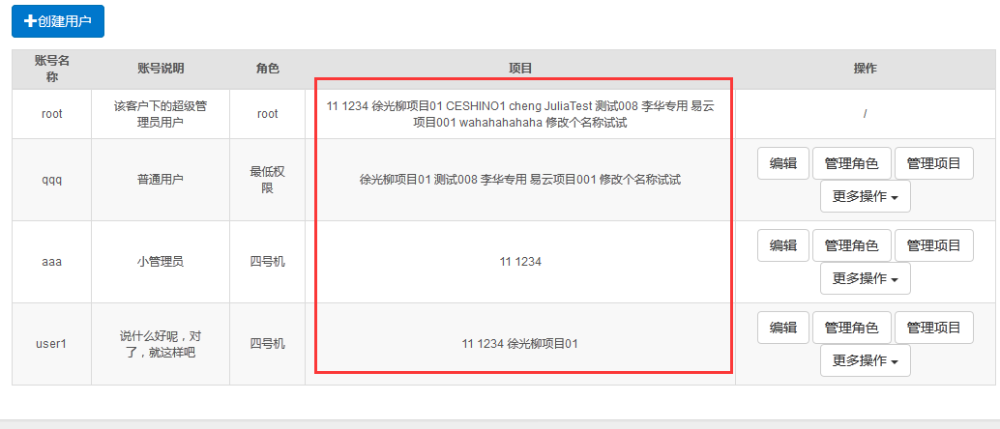 创建用户
账号名称 账号说明 角色 项目 操作
root 该客户下的超级管理员用户 root 11 1234 徐光柳项目01 CESHINO1 cheng JuliaTest 测试008 李华专用 易云项目001 wahahahahaha 修改个名称试试 /
qqq 普通用户 最低权限 徐光柳项目01 测试008 李华专用 易云项目001 修改个名称试试 编辑 管理角色 管理项目
更多操作
aaa 小管理员 四号机 11 1234 编辑 管理角色 管理项目
更多操作
user1 说什么好呢，对了，就这样吧 四号机 11 1234 徐光柳项目01 编辑 管理角色 管理项目
更多操作